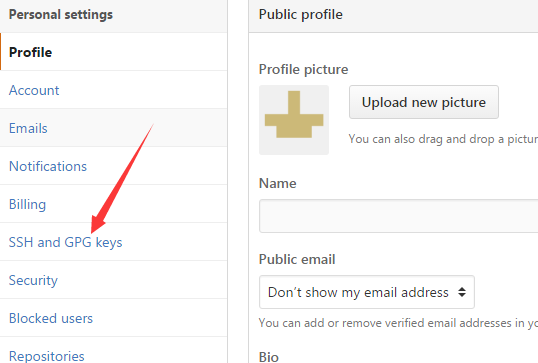 Personal settings
Profile
Account
Emails
Notifications
Billing
SSH and GPG keys
Security
Blocked users
Repositories
Public profile
Profile picture
Upload new picture
You can also drag and drop a pictur
Name
Public email
Don't show my email address
You can add or remove verified email addresses in yo
Bio